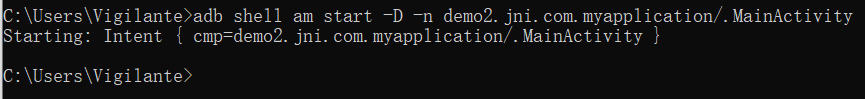 C:\Users\Vigilante>adb shell am start -D -n demo2.jni.com.myapplication/.MainActivity
Starting: Intent { cmp=demo2.jni.com.myapplication/.MainActivity }
C:\Users\Vigilante>